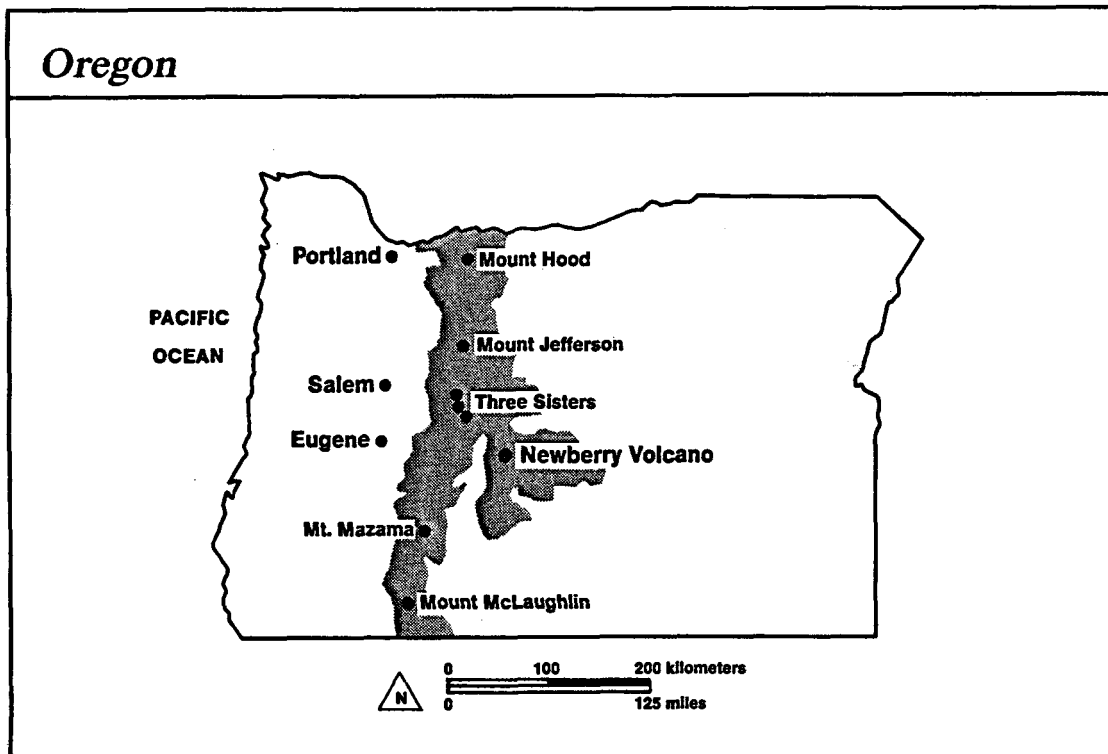 Oregon
Portland
Mount Hood
PACIFIC
OCEAN
Mount Jefferson
Salem
Three Sisters
Eugene
Newberry Volcano
Mt. Mazama
Mount McLaughlin
0 100 200 kilometers
N
0 125 miles